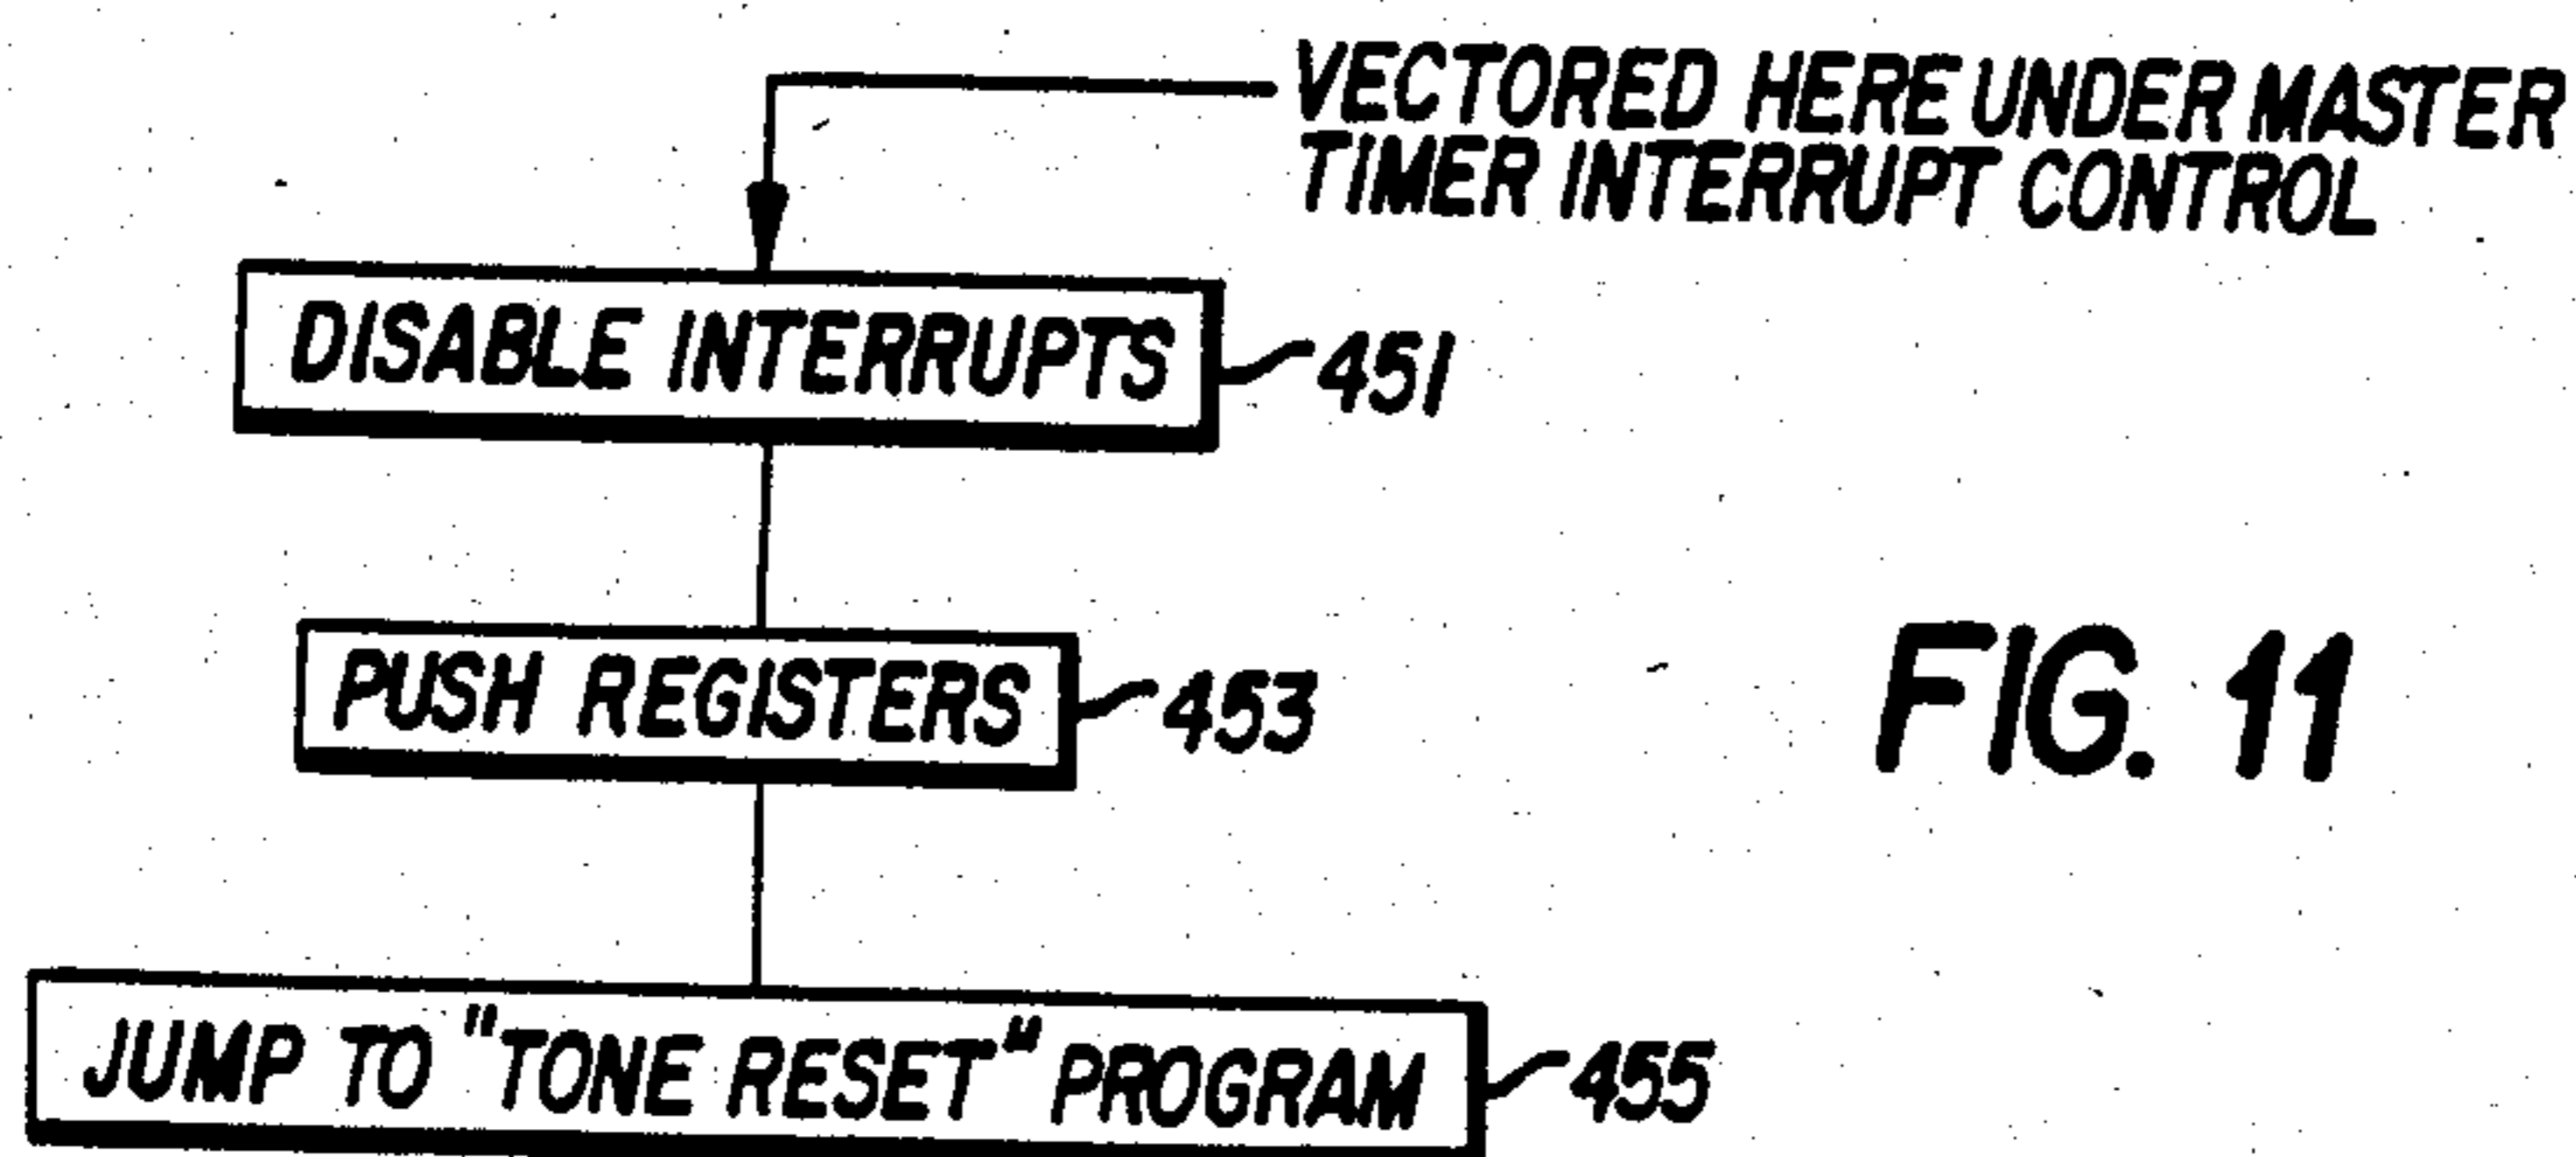 VECTORED HERE UNDER MASTER
TIMER INTERRUPT CONTROL
DISABLE INTERRUPTS 451
PUSH REGISTERS 453
FIG. 11
JUMP TO "TONE RESET" PROGRAM 455